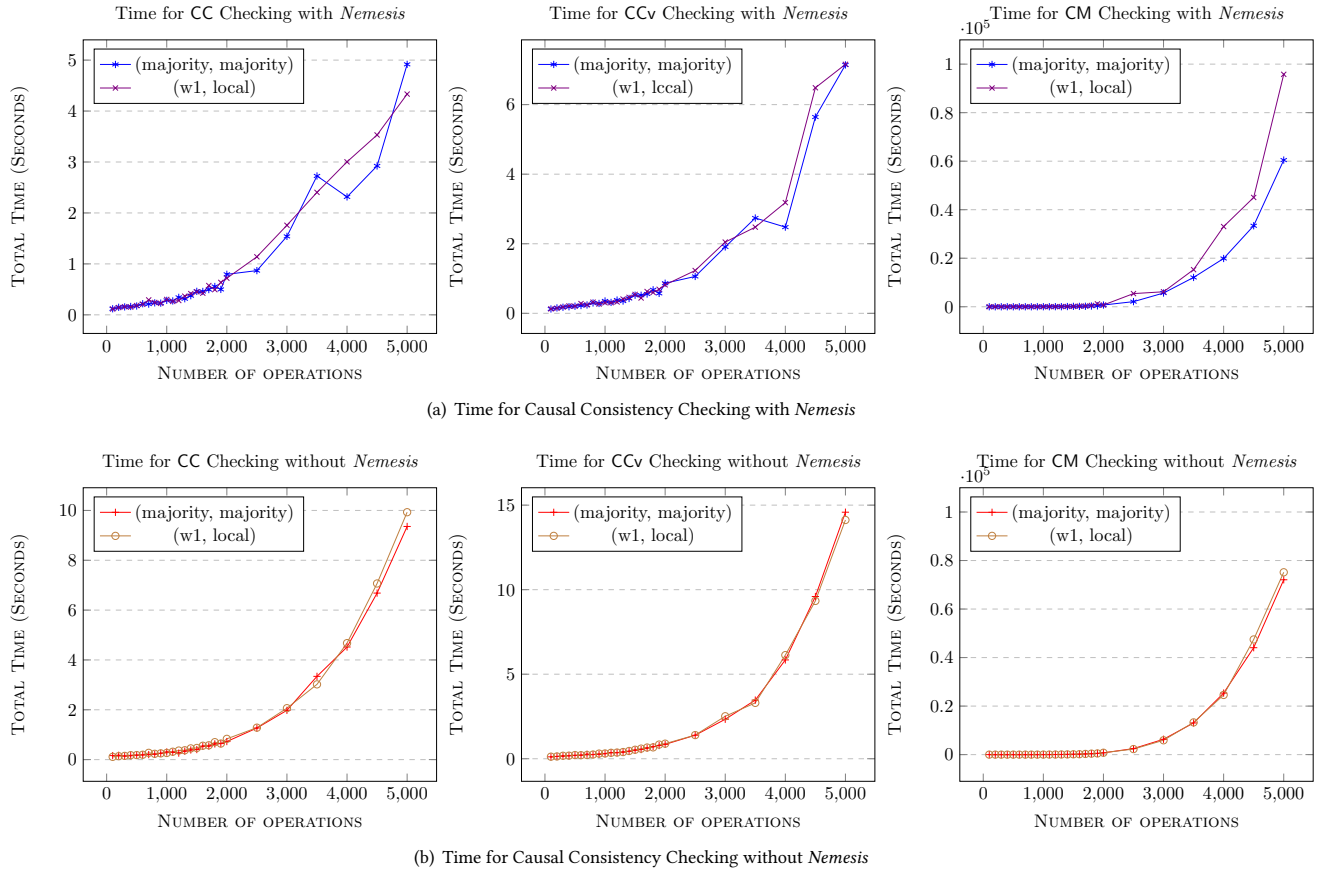 Time for CC Checking with Nemesis
(majority, majority)
(w1, local)
5
4
3
2
1
0
0
1,000
2,000
3,000
4,000
5,000
TOTAL TIME (SECONDS)
NUMBER OF OPERATIONS
Time for CCv Checking with Nemesis
(majority, majority)
(w1, lccal)
6
4
2
0
0
1,000
2,000
3,000
4,000
5,000
TOTAL TIME (SECONDS)
NUMBER OF OPERATIONS
Time for CM Checking with Nemesis
·10⁵
(majority, majority)
(w1, local)
1
0.8
0.6
0.4
0.2
0
0
1,000
2,000
3,000
4,000
5,000
TOTAL TIME (SECONDS)
NUMBER OF OPERATIONS
(a) Time for Causal Consistency Checking with Nemesis
Time for CC Checking without Nemesis
(majority, majority)
(w1, local)
10
8
6
4
2
0
0
1,000
2,000
3,000
4,000
5,000
TOTAL TIME (SECONDS)
NUMBER OF OPERATIONS
Time for CCv Checking without Nemesis
(majority, majority)
(w1, local)
15
10
5
0
0
1,000
2,000
3,000
4,000
5,000
TOTAL TIME (SECONDS)
NUMBER OF OPERATIONS
Time for CM Checking without Nemesis
·10⁵
(majority, majority)
(w1, local)
1
0.8
0.6
0.4
0.2
0
0
1,000
2,000
3,000
4,000
5,000
TOTAL TIME (SECONDS)
NUMBER OF OPERATIONS
(b) Time for Causal Consistency Checking without Nemesis